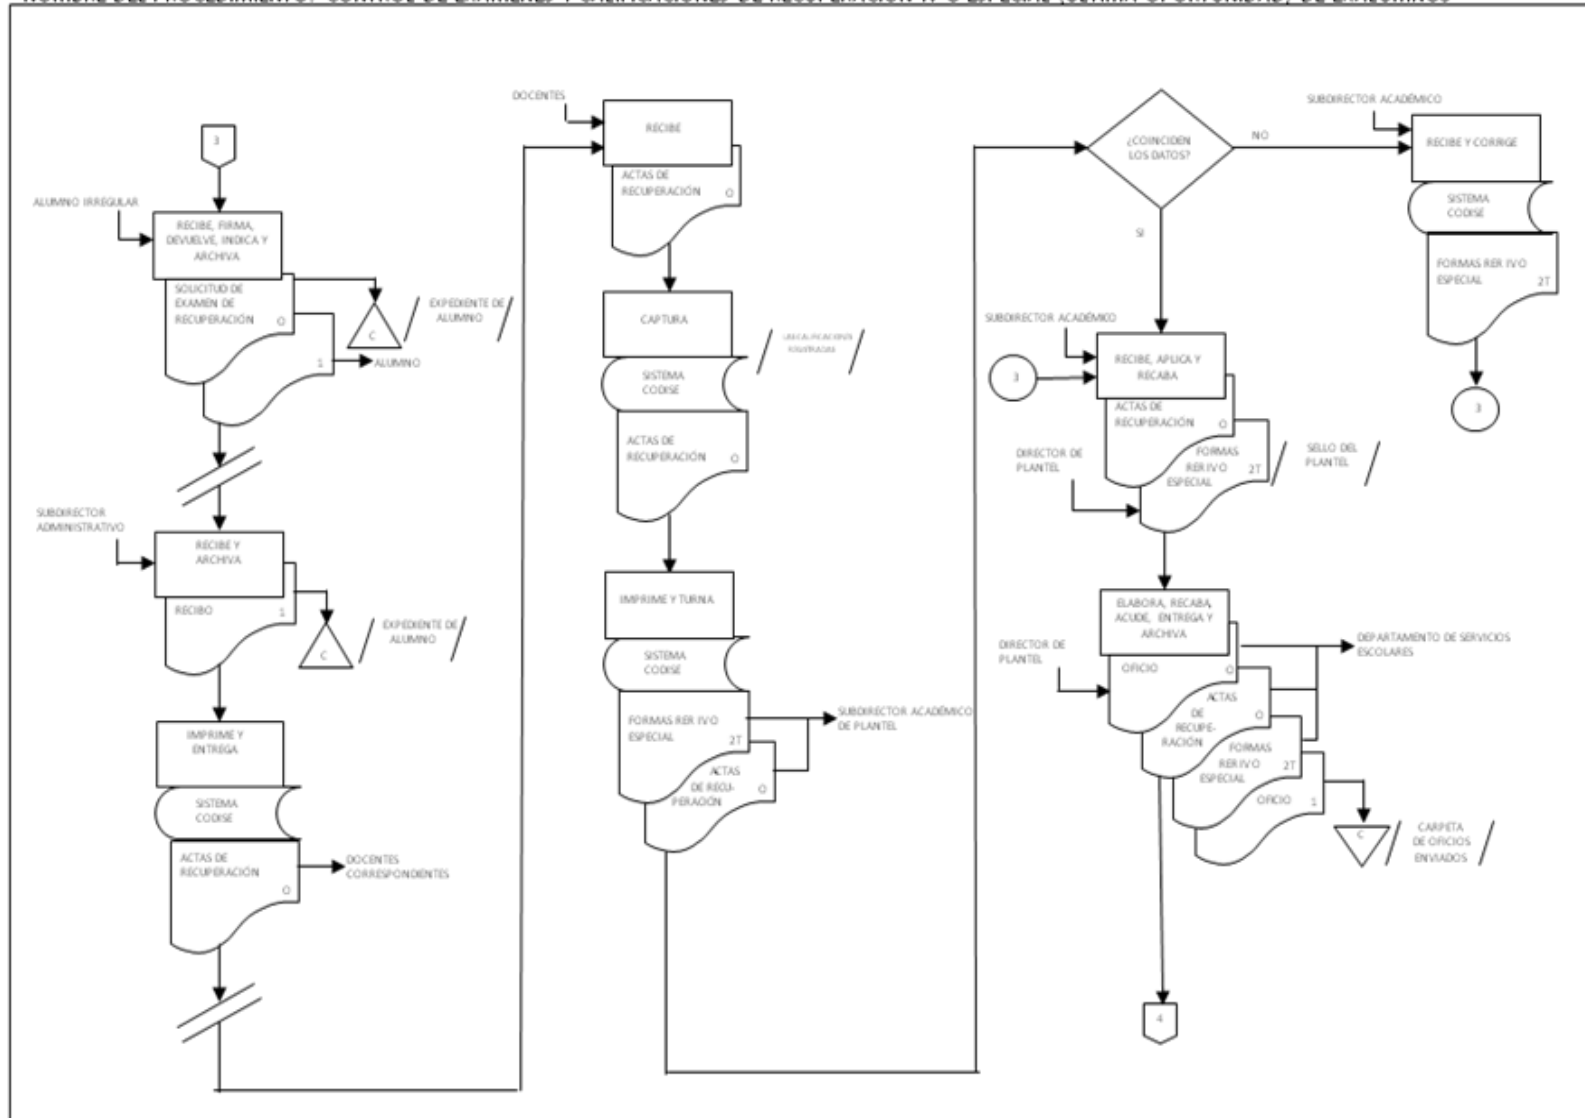 3
ALUMNO IRREGULAR
RECIBE, FIRMA,
DEVUELVE, INDICA Y
ARCHIVA
SOLICITUD DE
EXAMEN DE
RECUPERACIÓN
O
1
C
EXPEDIENTE DE
ALUMNO
ALUMNO
SUBDIRECTOR
ADMINISTRATIVO
RECIBE Y
ARCHIVA
RECIBO
1
C
EXPEDIENTE DE
ALUMNO
IMPRIME Y
ENTREGA
SISTEMA
CODISE
ACTAS DE
RECUPERACIÓN
O
DOCENTES
CORRESPONDIENTES
DOCENTES
RECIBE
ACTAS DE
RECUPERACIÓN
O
CAPTURA
SISTEMA
CODISE
ACTAS DE
RECUPERACIÓN
O
IMPRIME Y TURNA
SISTEMA
CODISE
FORMAS RER IVO
ESPECIAL
2T
ACTAS
DE RECU-
PERACIÓN
O
SUBDIRECTOR ACADÉMICO
DE PLANTEL
¿COINCIDEN
LOS DATOS?
NO
SI
SUBDIRECTOR ACADÉMICO
RECIBE Y CORRIGE
SISTEMA
CODISE
FORMAS RER IVO
ESPECIAL
2T
3
SUBDIRECTOR ACADÉMICO
3
RECIBE, APLICA Y
RECABA
ACTAS DE
RECUPERACIÓN
O
FORMAS
RER IVO
ESPECIAL
2T
SELLO DEL
PLANTEL
DIRECTOR DE
PLANTEL
ELABORA, RECABA,
ACUDE, ENTREGA Y
ARCHIVA
DIRECTOR DE
PLANTEL
OFICIO
O
ACTAS
DE
RECUPE-
RACIÓN
O
FORMAS
RER IVO
ESPECIAL
2T
OFICIO
1
DEPARTAMENTO DE SERVICIOS
ESCOLARES
C
CARPETA
DE OFICIOS
ENVIADOS
4